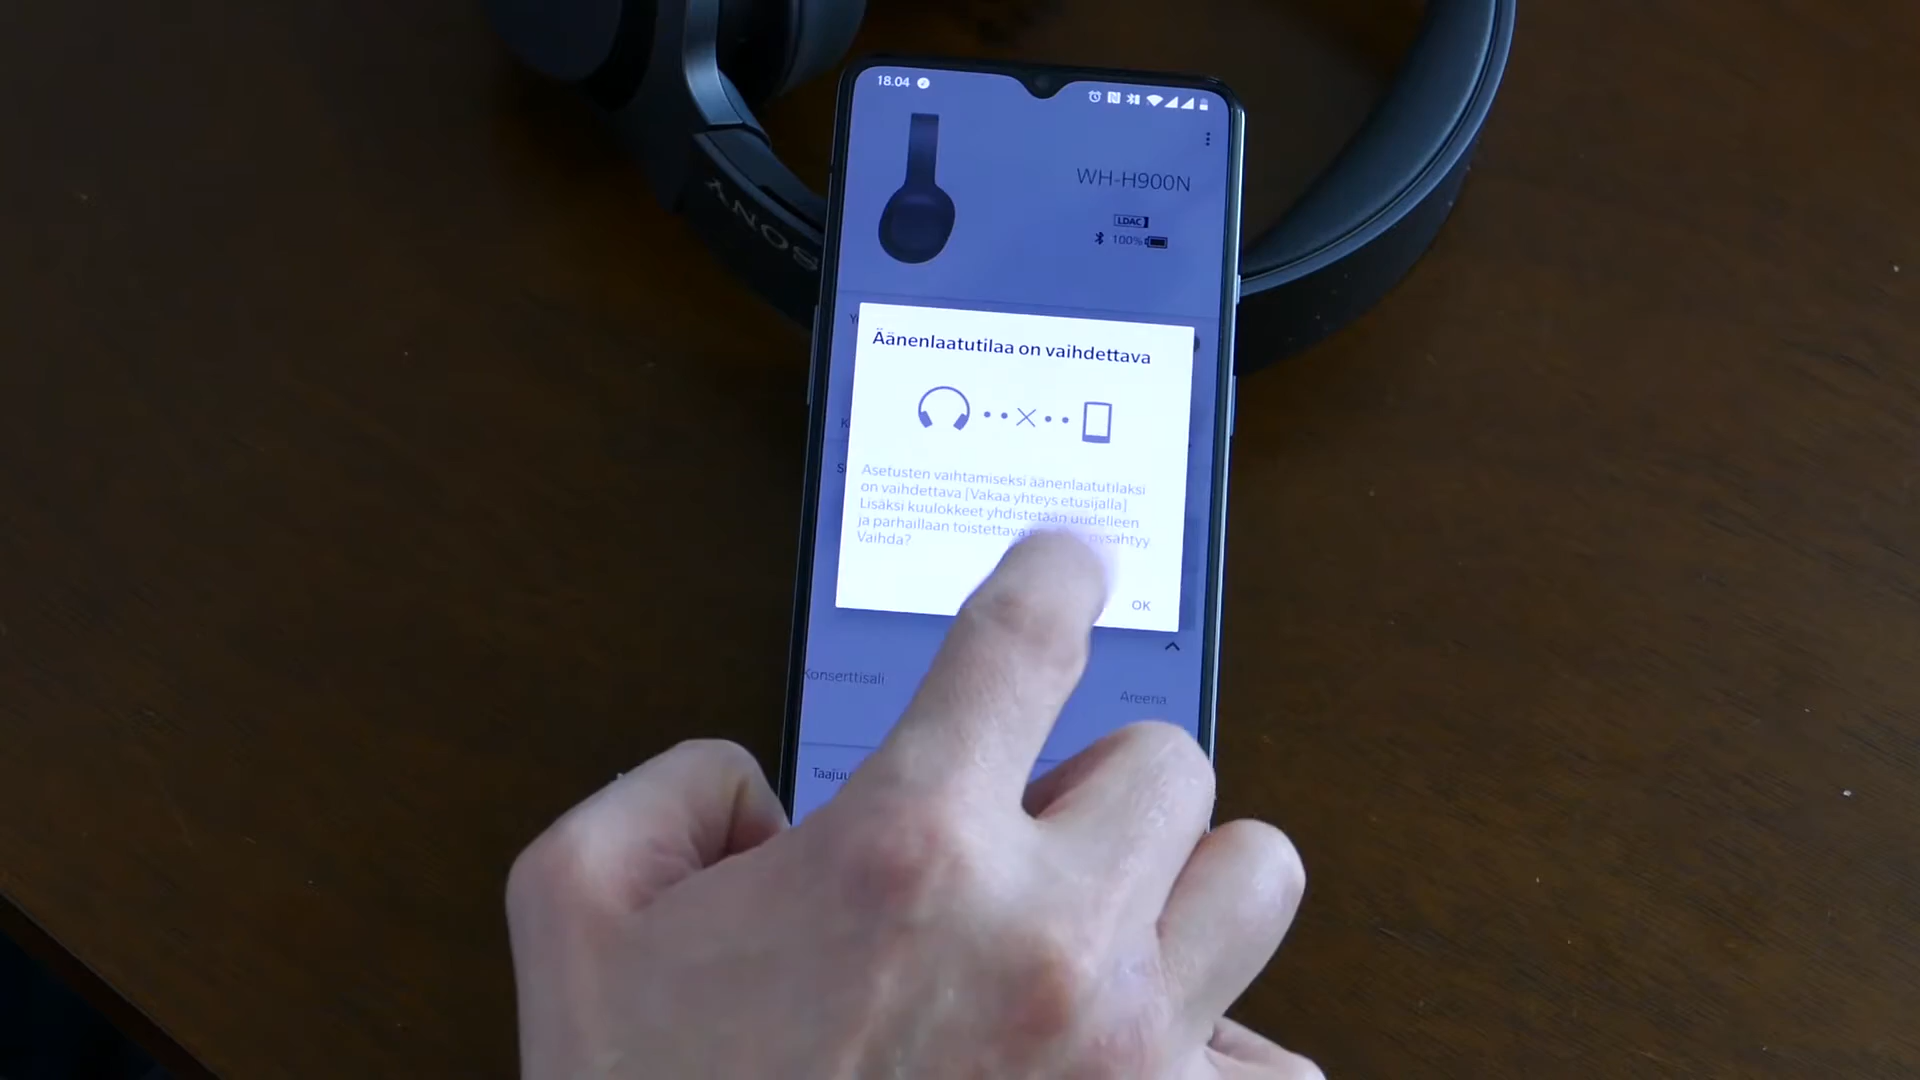 SONY
18.04
WH-H900N
LDAC
100%
Äänenlaatutilaa on vaihdettava
Asetusten vaihtamiseksi äänenlaatutilaksi
on vaihdettava [Vakaa yhteys etusijalla]
Lisäksi kuulokkeet yhdistetään uudelleen
ja parhaillaan toistettava pysähtyy
Vaihda?
OK
Konserttisali
Areena